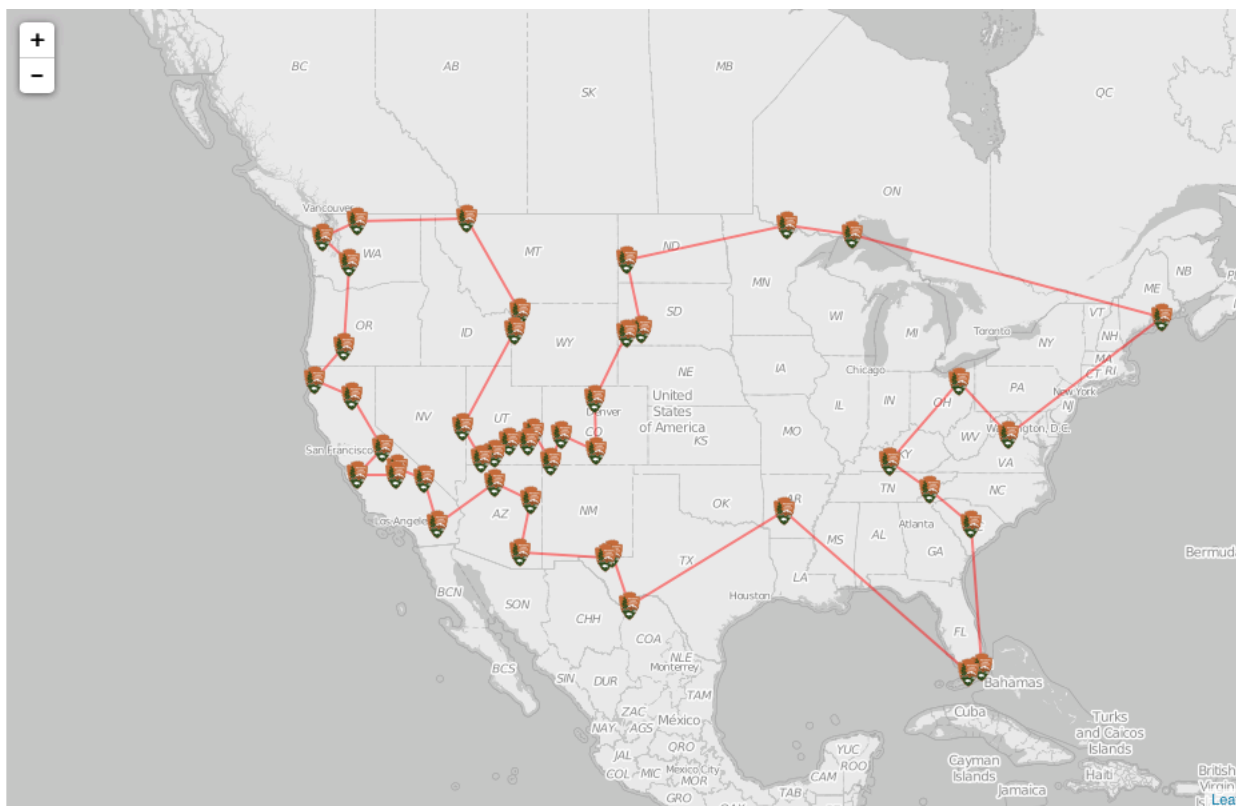 +
−
BC
AB
SK
MB
ON
QC
Vancouver
WA
MT
ND
MN
ME
NB
OR
ID
WY
SD
WI
MI
Toronto
VT
NH
NY
MA
CT
RI
NE
IA
Chicago
IL
IN
OH
PA
New York
NJ
NV
UT
Denver
CO
United
States
of America
KS
MO
KY
WV
VA
Washington, D.C.
San Francisco
Los Angeles
AZ
NM
OK
AR
TN
NC
SC
Atlanta
MS
AL
GA
TX
LA
Houston
FL
Bermuda
BCN
SON
CHH
COA
BCS
SIN
DUR
NLE
Monterrey
TAM
Bahamas
Cuba
ZAC
NAY
AGS
México
JAL
QRO
COL
MIC
Mexico City
MOR
GRO
TAB
CAM
YUC
ROO
Turks
and Caicos
Islands
Cayman
Islands
Haiti
Jamaica
British
Virgin
Lea